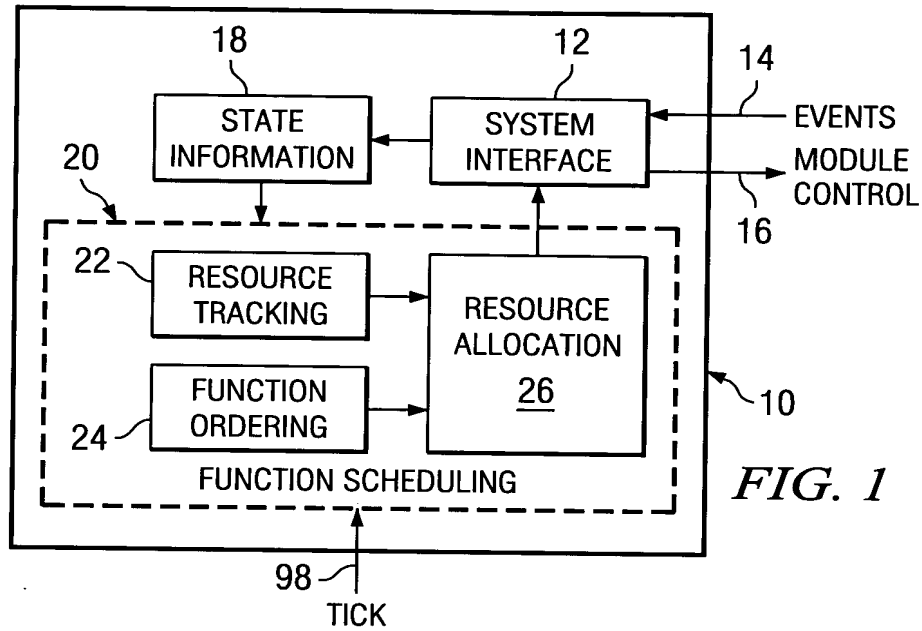 18
12
14
STATE
INFORMATION
SYSTEM
INTERFACE
EVENTS
MODULE
CONTROL
16
20
22
RESOURCE
TRACKING
RESOURCE
ALLOCATION
26
24
FUNCTION
ORDERING
10
FUNCTION SCHEDULING
FIG. 1
98
TICK